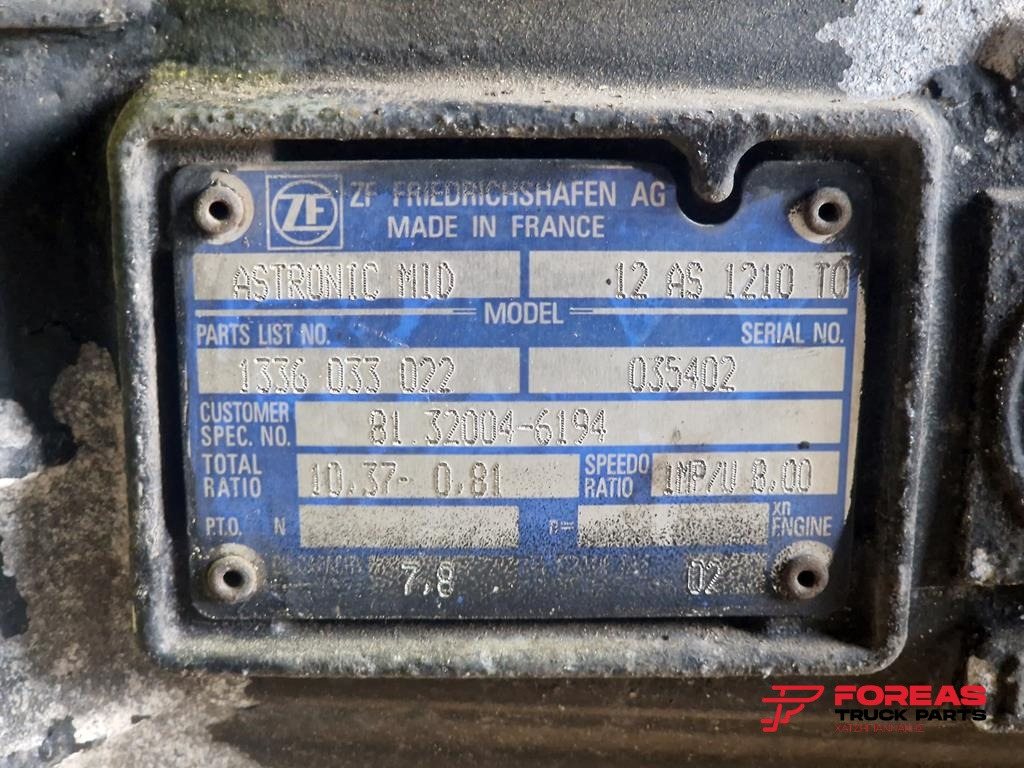 ZF ZF FRIEDRICHSHAFEN AG
MADE IN FRANCE
ASTRONIC MID 12 AS 1210 TO
MODEL
PARTS LIST NO. SERIAL NO.
1336 033 022 035402
CUSTOMER SPEC. NO. 81.32004-6194
TOTAL RATIO 10,37- 0,81 SPEEDO RATIO IMP/U 8,00
P.T.O. N n= xn ENGINE
7,8 02
FOREAS
TRUCK PARTS